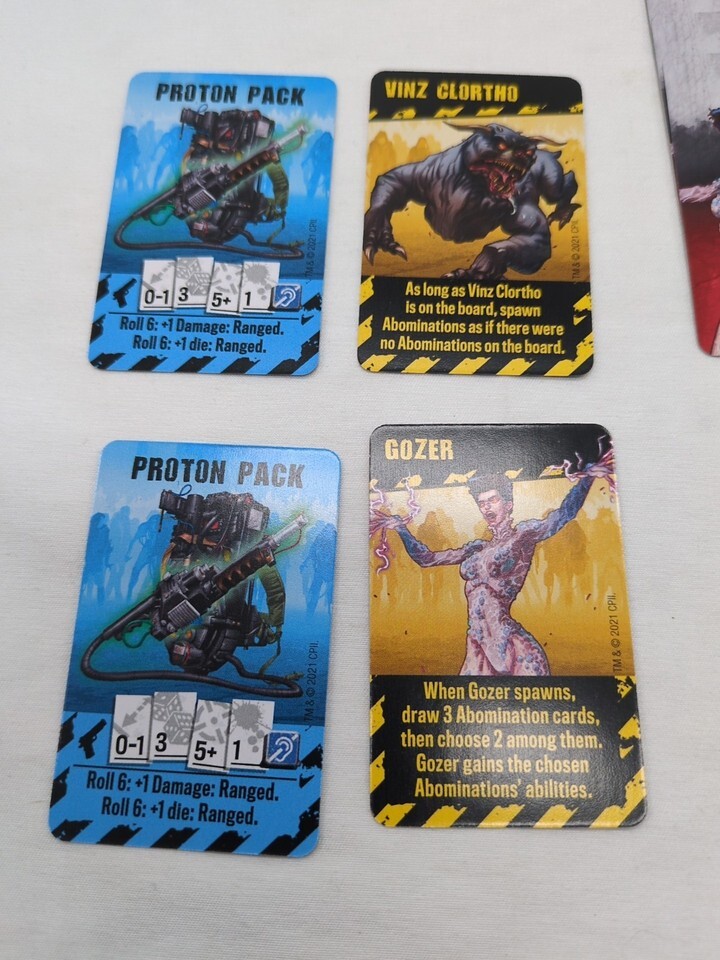 PROTON PACK
TM & © 2021 CPII.
0-1 3 5+ 1
Roll 6: +1 Damage: Ranged.
Roll 6: +1 die: Ranged.
VINZ CLORTHO
TM & © 2021 CPII.
As long as Vinz Clortho
is on the board, spawn
Abominations as if there were
no Abominations on the board.
PROTON PACK
TM & © 2021 CPII.
0-1 3 5+ 1
Roll 6: +1 Damage: Ranged.
Roll 6: +1 die: Ranged.
GOZER
TM & © 2021 CPII.
When Gozer spawns,
draw 3 Abomination cards,
then choose 2 among them.
Gozer gains the chosen
Abominations' abilities.